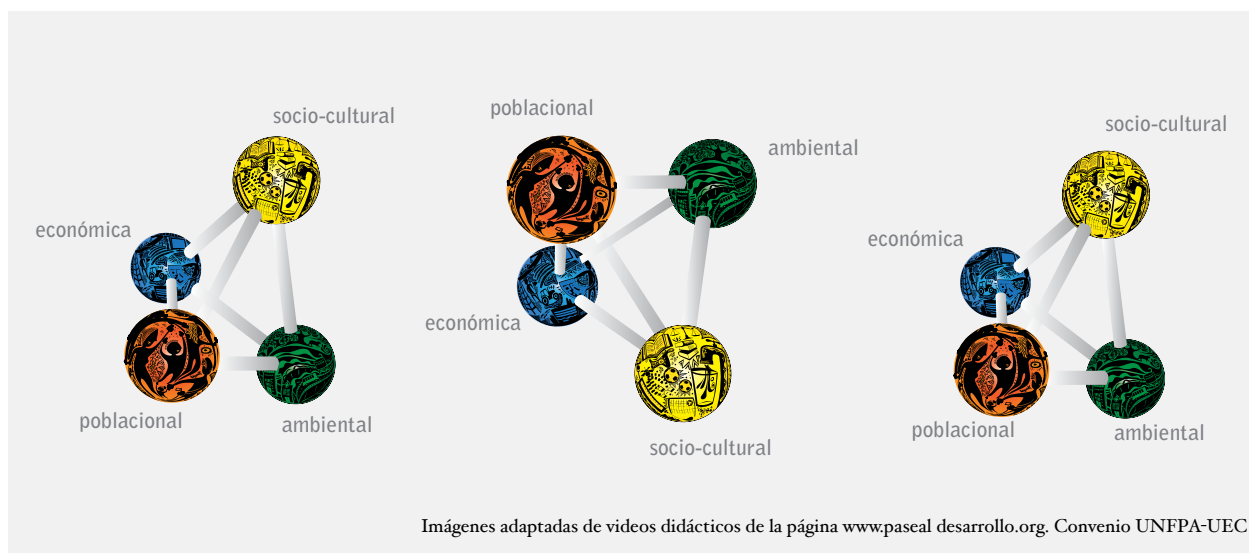 socio-cultural
económica
poblacional
ambiental
poblacional
ambiental
económica
socio-cultural
socio-cultural
económica
poblacional
ambiental
Imágenes adaptadas de videos didácticos de la página www.paseal desarrollo.org. Convenio UNFPA-UEC